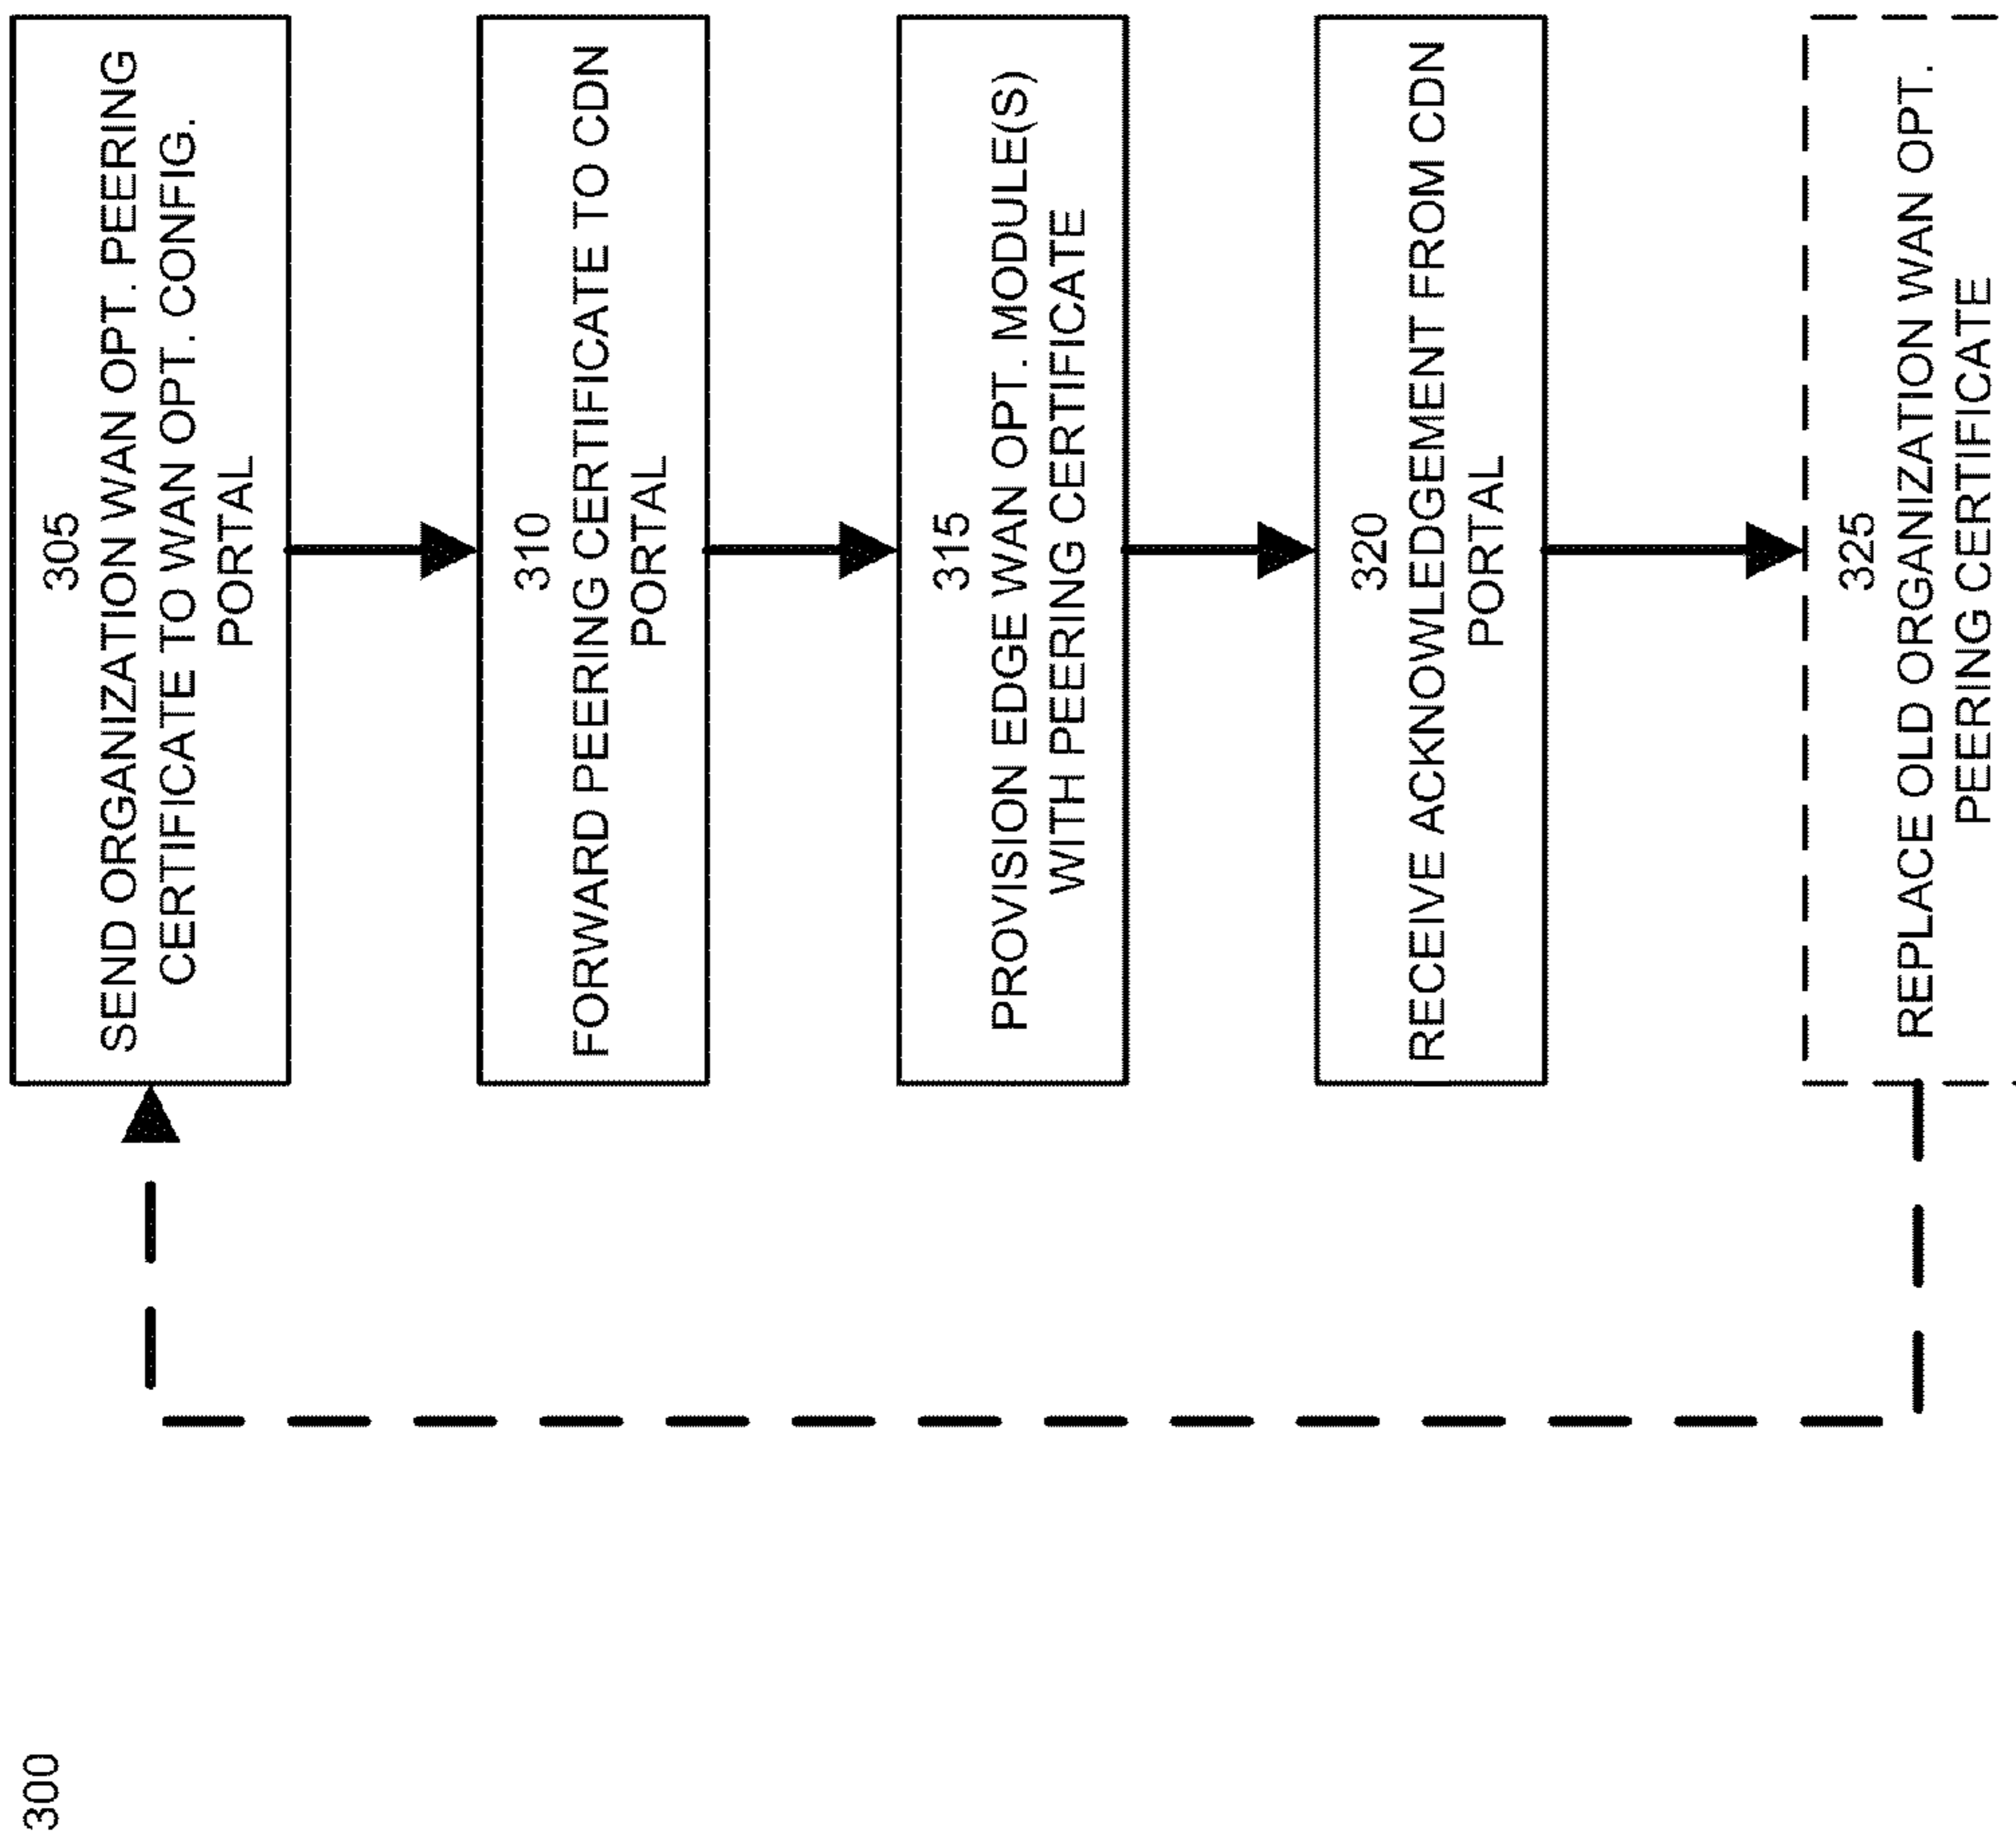 300
305
SEND ORGANIZATION WAN OPT. PEERING
CERTIFICATE TO WAN OPT. CONFIG.
PORTAL
310
FORWARD PEERING CERTIFICATE TO CDN
PORTAL
315
PROVISION EDGE WAN OPT. MODULE(S)
WITH PEERING CERTIFICATE
320
RECEIVE ACKNOWLEDGEMENT FROM CDN
PORTAL
325
REPLACE OLD ORGANIZATION WAN OPT.
PEERING CERTIFICATE